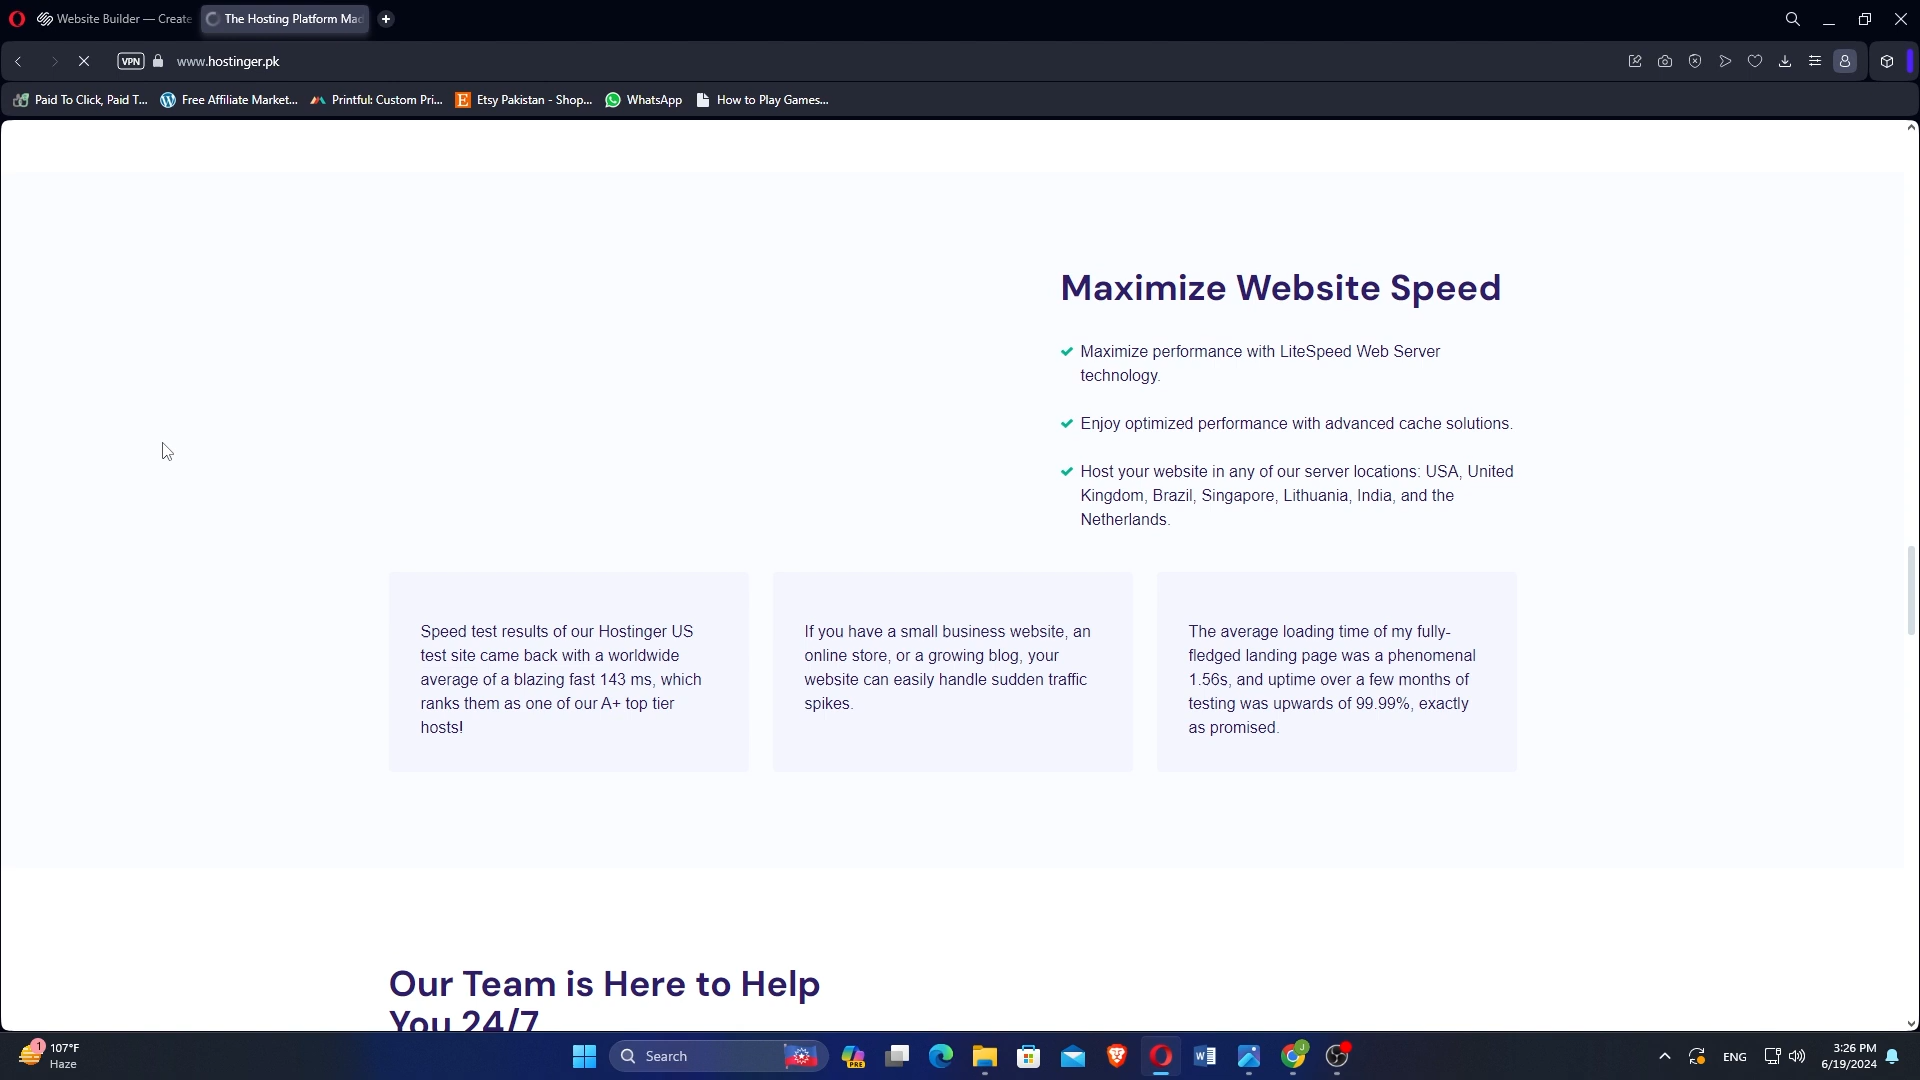 Website Builder — Create
The Hosting Platform Mad
VPN
www.hostinger.pk
Paid To Click, Paid T...
Free Affiliate Market...
Printful: Custom Pri...
Etsy Pakistan - Shop...
WhatsApp
How to Play Games...
Maximize Website Speed
Maximize performance with LiteSpeed Web Server
technology.
Enjoy optimized performance with advanced cache solutions.
Host your website in any of our server locations: USA, United
Kingdom, Brazil, Singapore, Lithuania, India, and the
Netherlands.
Speed test results of our Hostinger US
test site came back with a worldwide
average of a blazing fast 143 ms, which
ranks them as one of our A+ top tier
hosts!
If you have a small business website, an
online store, or a growing blog, your
website can easily handle sudden traffic
spikes.
The average loading time of my fully-
fledged landing page was a phenomenal
1.56s, and uptime over a few months of
testing was upwards of 99.99%, exactly
as promised.
Our Team is Here to Help
You 24/7
1
107°F
Haze
Search
PRE
ENG
3:26 PM
6/19/2024